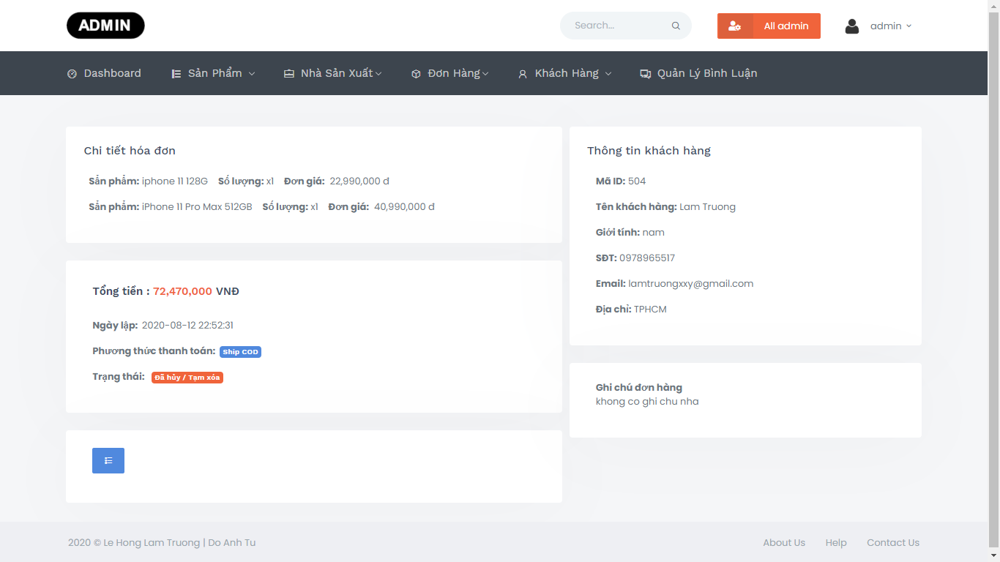 ADMIN
Search...
All admin
admin
Dashboard
Sản Phẩm
Nhà Sản Xuất
Đơn Hàng
Khách Hàng
Quản Lý Bình Luận
Chi tiết hóa đơn
Sản phẩm: iphone 11 128G Số lượng: x1 Đơn giá: 22,990,000 đ
Sản phẩm: iPhone 11 Pro Max 512GB Số lượng: x1 Đơn giá: 40,990,000 đ
Tổng tiền : 72,470,000 VNĐ
Ngày lập: 2020-08-12 22:52:31
Phương thức thanh toán: Ship COD
Trạng thái: Đã hủy / Tạm xóa
Thông tin khách hàng
Mã ID: 504
Tên khách hàng: Lam Truong
Giới tính: nam
SĐT: 0978965517
Email: lamtruongxxy@gmail.com
Địa chỉ: TPHCM
Ghi chú đơn hàng
khong co ghi chu nha
2020 © Le Hong Lam Truong | Do Anh Tu
About Us
Help
Contact Us